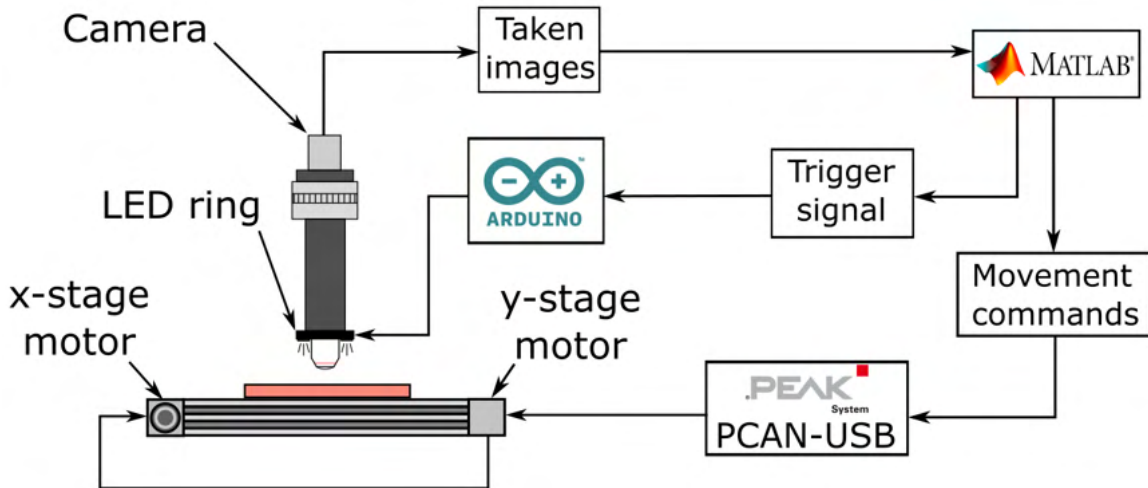 Camera
Taken
images
MATLAB®
ARDUINO
™
Trigger
signal
LED ring
Movement
commands
x-stage
motor
y-stage
motor
.PEAK
System
PCAN-USB